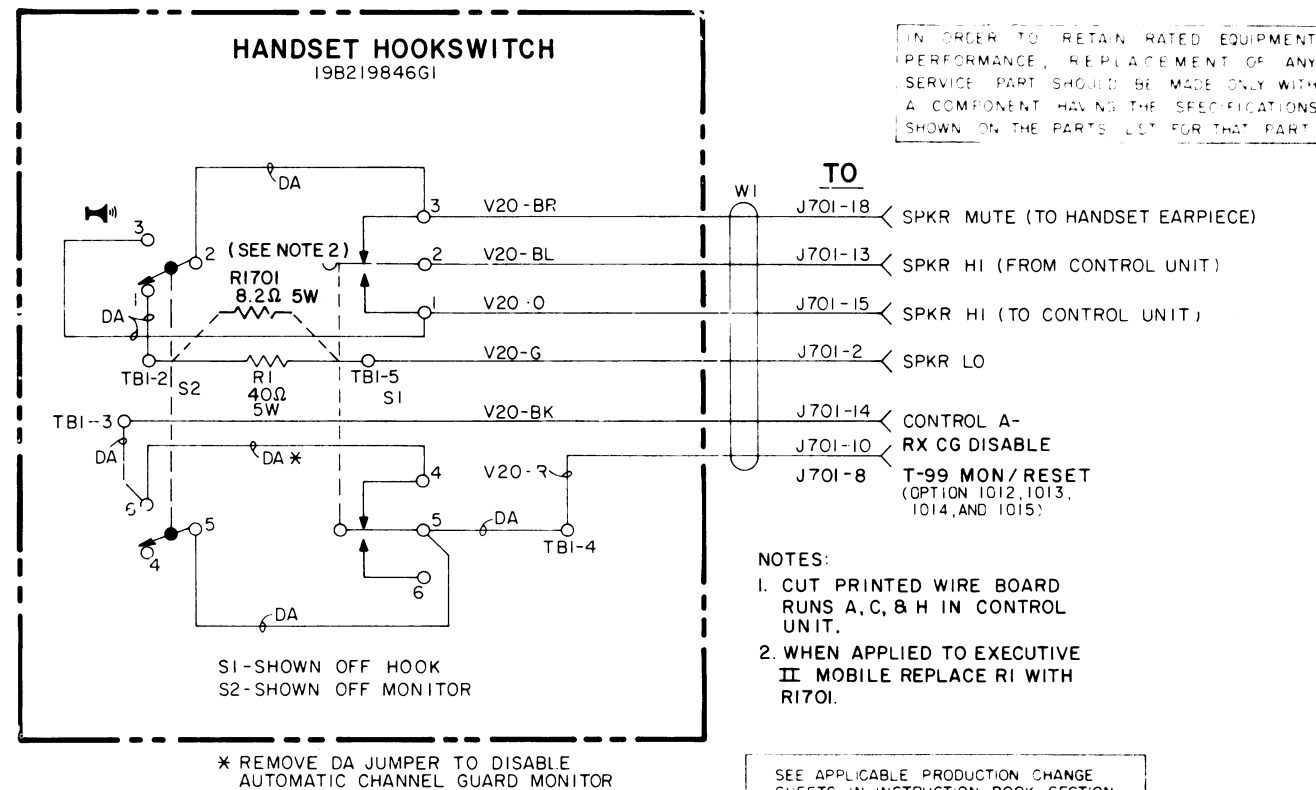 HANDSET HOOKSWITCH
19B219846G1
IN ORDER TO RETAIN RATED EQUIPMENT
PERFORMANCE, REPLACEMENT OF ANY
SERVICE PART SHOULD BE MADE ONLY WITH
A COMPONENT HAVING THE SPECIFICATIONS
SHOWN ON THE PARTS LIST FOR THAT PART
DA
TO
W1
3
V20-BR
J701-18
SPKR MUTE (TO HANDSET EARPIECE)
3
2
(SEE NOTE 2)
2
V20-BL
J701-13
SPKR HI (FROM CONTROL UNIT)
R1701
8.2Ω 5W
1
DA
1
V20-O
J701-15
SPKR HI (TO CONTROL UNIT)
V20-G
J701-2
SPKR LO
TB1-2
S2
R1
40Ω
5W
TB1-5
S1
TB1-3
V20-BK
J701-14
CONTROL A-
DA
DA *
J701-10
RX CG DISABLE
4
V20-R
J701-8
T-99 MON/RESET
(OPTION 1012, 1013,
1014, AND 1015)
6
5
5
DA
TB1-4
4
6
DA
NOTES:
1. CUT PRINTED WIRE BOARD
RUNS A, C, & H IN CONTROL
UNIT.
2. WHEN APPLIED TO EXECUTIVE
II MOBILE REPLACE R1 WITH
R1701.
S1-SHOWN OFF HOOK
S2-SHOWN OFF MONITOR
* REMOVE DA JUMPER TO DISABLE
AUTOMATIC CHANNEL GUARD MONITOR
SEE APPLICABLE PRODUCTION CHANGE
SHEETS IN INSTRUCTION BOOK SECTION